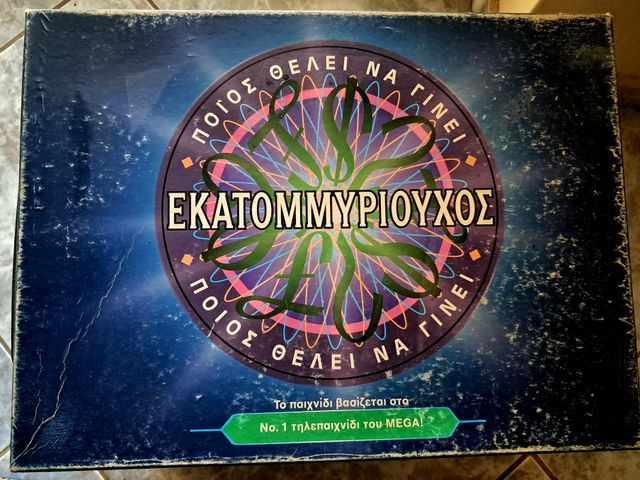 ΠΟΙΟΣ ΘΕΛΕΙ ΝΑ ΓΙΝΕΙ
ΕΚΑΤΟΜΜΥΡΙΟΥΧΟΣ
ΠΟΙΟΣ ΘΕΛΕΙ ΝΑ ΓΙΝΕΙ
Το παιχνίδι βασίζεται στο
Νο. 1 τηλεπαιχνίδι του MEGA!